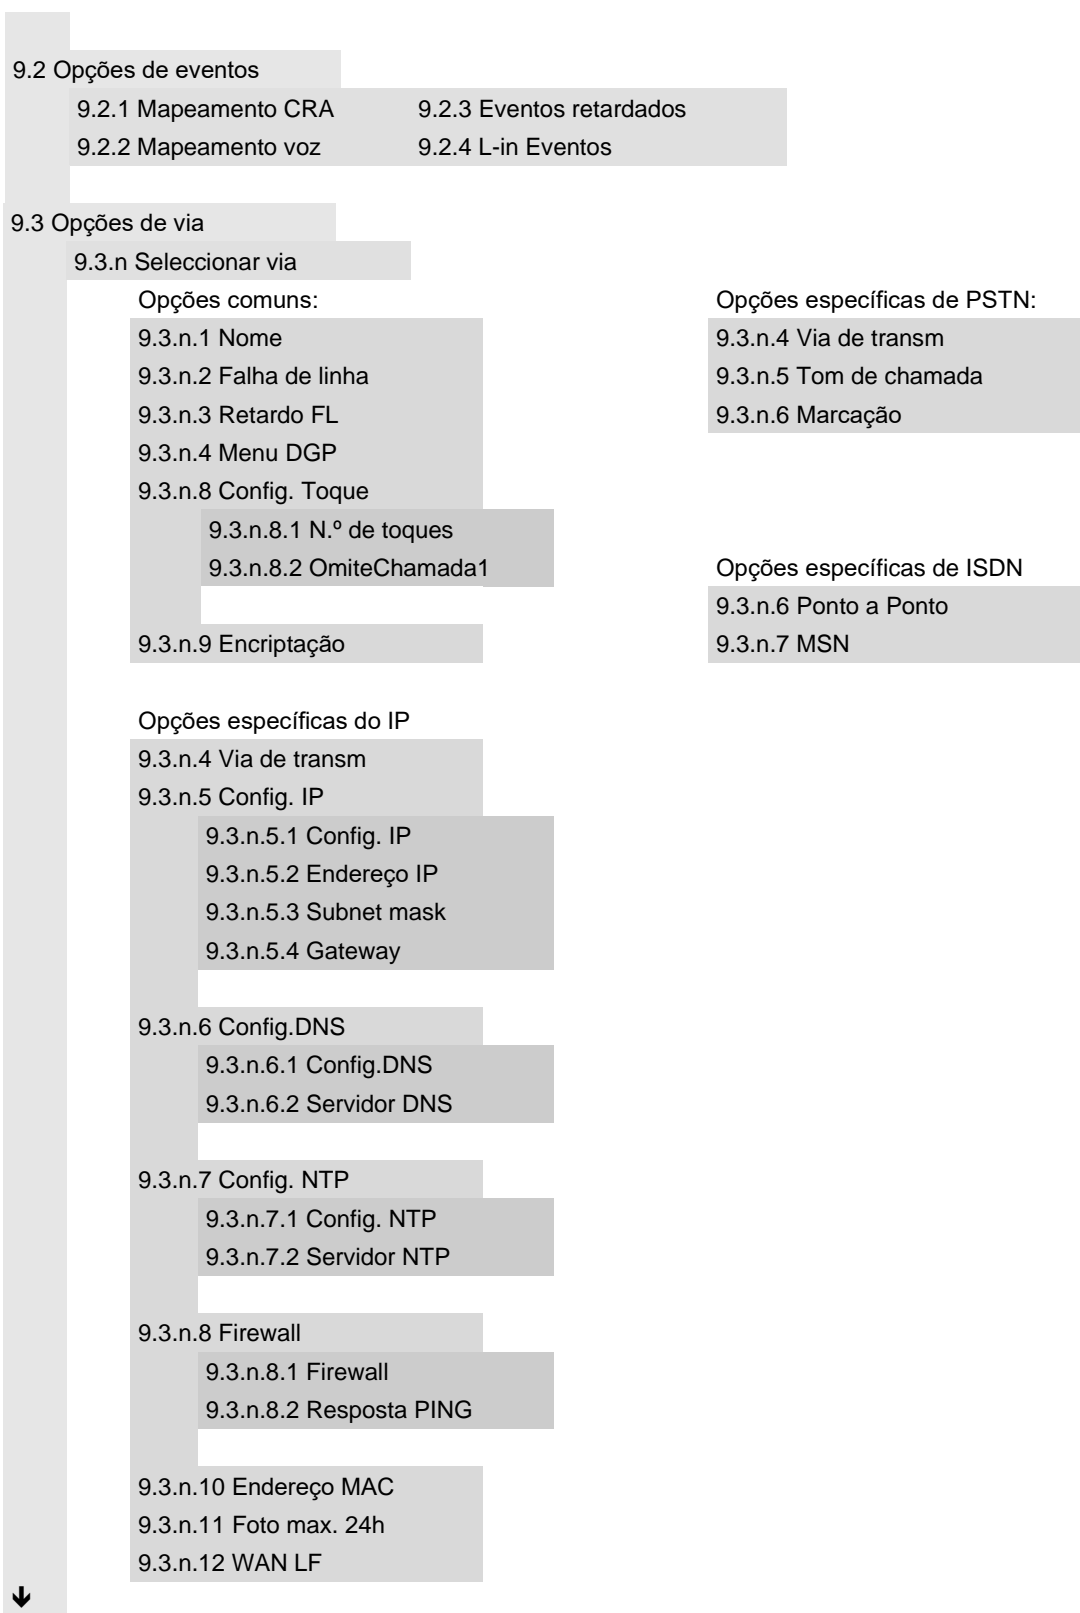 9.2 Opções de eventos
9.2.1 Mapeamento CRA
9.2.2 Mapeamento voz
9.2.3 Eventos retardados
9.2.4 L-in Eventos
9.3 Opções de via
9.3.n Seleccionar via
Opções comuns:
9.3.n.1 Nome
9.3.n.2 Falha de linha
9.3.n.3 Retardo FL
9.3.n.4 Menu DGP
9.3.n.8 Config. Toque
9.3.n.8.1 N.º de toques
9.3.n.8.2 OmiteChamada1
9.3.n.9 Encriptação
Opções específicas de PSTN:
9.3.n.4 Via de transm
9.3.n.5 Tom de chamada
9.3.n.6 Marcação
Opções específicas de ISDN
9.3.n.6 Ponto a Ponto
9.3.n.7 MSN
Opções específicas do IP
9.3.n.4 Via de transm
9.3.n.5 Config. IP
9.3.n.5.1 Config. IP
9.3.n.5.2 Endereço IP
9.3.n.5.3 Subnet mask
9.3.n.5.4 Gateway
9.3.n.6 Config.DNS
9.3.n.6.1 Config.DNS
9.3.n.6.2 Servidor DNS
9.3.n.7 Config. NTP
9.3.n.7.1 Config. NTP
9.3.n.7.2 Servidor NTP
9.3.n.8 Firewall
9.3.n.8.1 Firewall
9.3.n.8.2 Resposta PING
9.3.n.10 Endereço MAC
9.3.n.11 Foto max. 24h
9.3.n.12 WAN LF